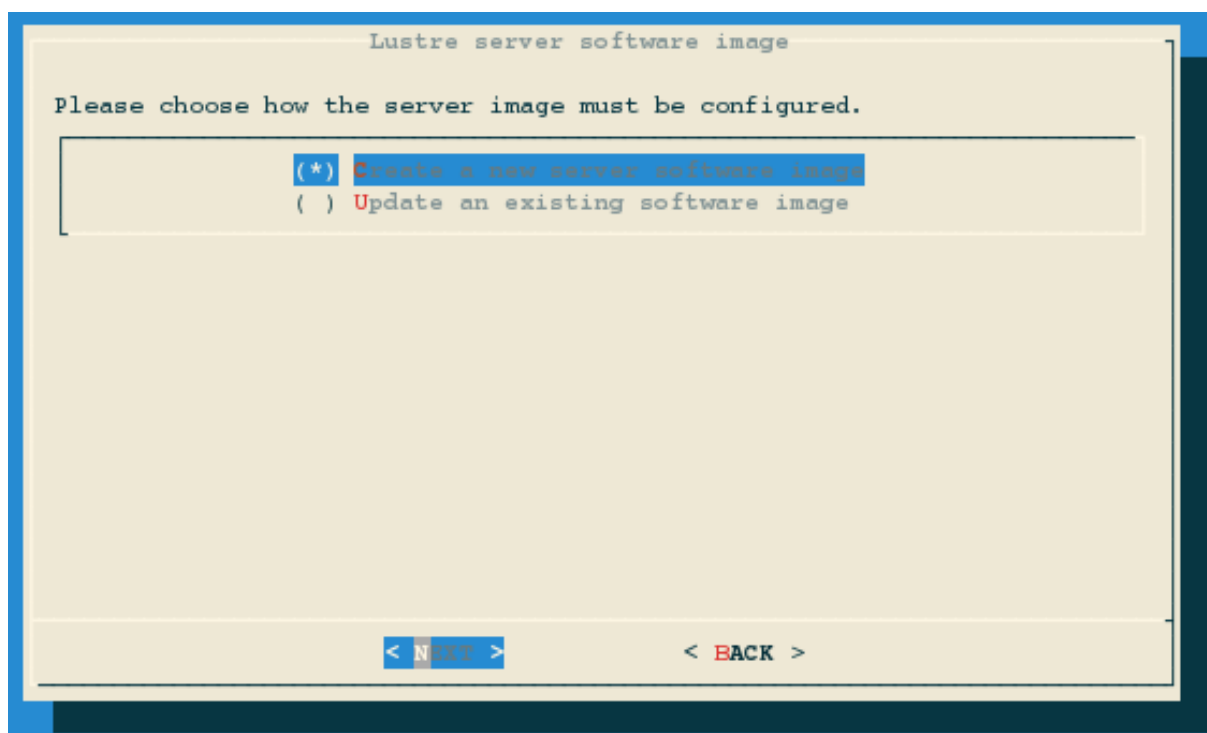 Lustre server software image
Please choose how the server image must be configured.
(*) Create a new server software image
( ) Update an existing software image
< NEXT > < BACK >